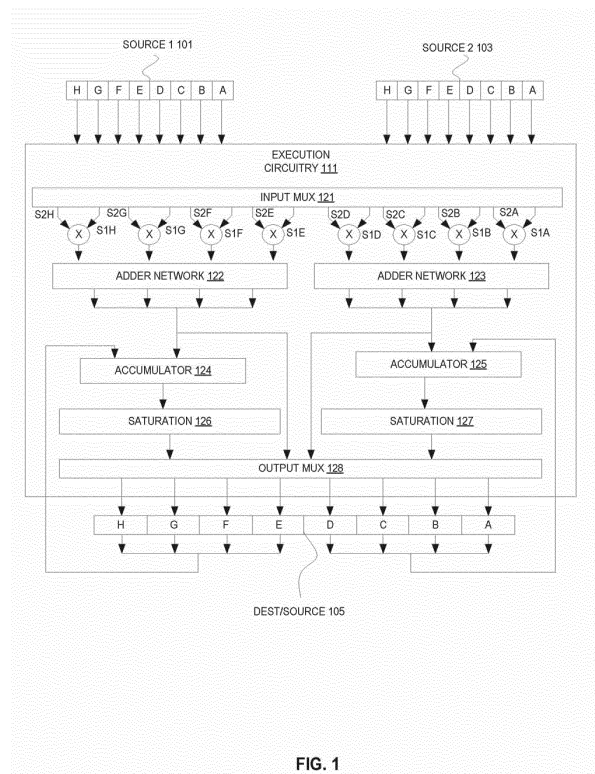 SOURCE 1 101 SOURCE 2 103
H G F E D C B A H G F E D C B A
EXECUTION
CIRCUITRY 111
INPUT MUX 121
S2H S2G S2F S2E S2D S2C S2B S2A
X S1H X S1G X S1F X S1E X S1D X S1C X S1B X S1A
ADDER NETWORK 122 ADDER NETWORK 123
ACCUMULATOR 124 ACCUMULATOR 125
SATURATION 126 SATURATION 127
OUTPUT MUX 128
H G F E D C B A
DEST/SOURCE 105
FIG. 1